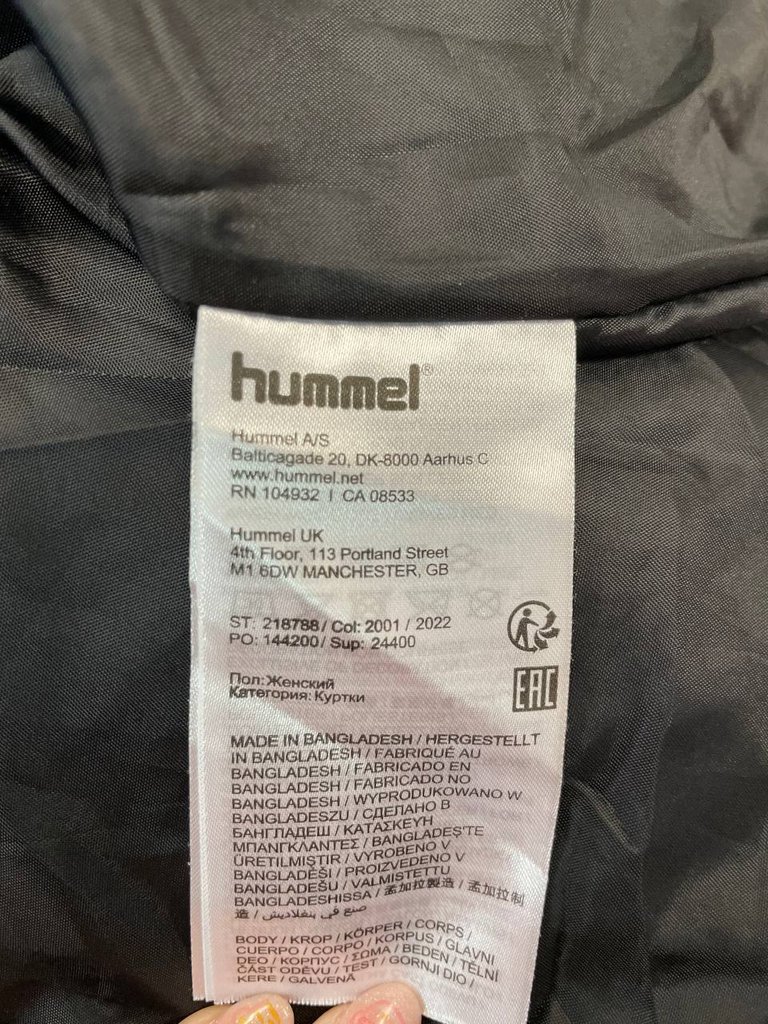 hummel®
Hummel A/S
Balticagade 20, DK-8000 Aarhus C
www.hummel.net
RN 104932 | CA 08533
Hummel UK
4th Floor, 113 Portland Street
M1 6DW MANCHESTER, GB
ST: 218788/ Col: 2001 / 2022
PO: 144200/ Sup: 24400
EAC
Пол:Женский
Категория: Куртки
MADE IN BANGLADESH / HERGESTELLT
IN BANGLADESH / FABRIQUÉ AU
BANGLADESH / FABRICADO EN
BANGLADESH / FABRICADO NO
BANGLADESH / WYPRODUKOWANO W
BANGLADESZU / СДЕЛАНО В
БАНГЛАДЕШ / ΚΑΤΑΣΚΕΥΗ
ΜΠΑΝΓΚΛΑΝΤΕΣ / BANGLADEŞ'TE
ÜRETILMIŞTIR / VYROBENO V
BANGLADÉŠI / PROIZVEDENO V
BANGLADEŠU / VALMISTETTU
BANGLADESHISSA / 孟加拉製造 / 孟加拉制
造 / صنع في بنغلاديش /
BODY / KROP / KÖRPER / CORPS /
CUERPO / CORPO / KORPUS / GLAVNI
DEO / КОРПУС / ΣΩΜΑ / BEDEN / TĚLNI
ČÁST ODĚVU / TEST / GORNJI DIO /
KERE / GALVENĀ